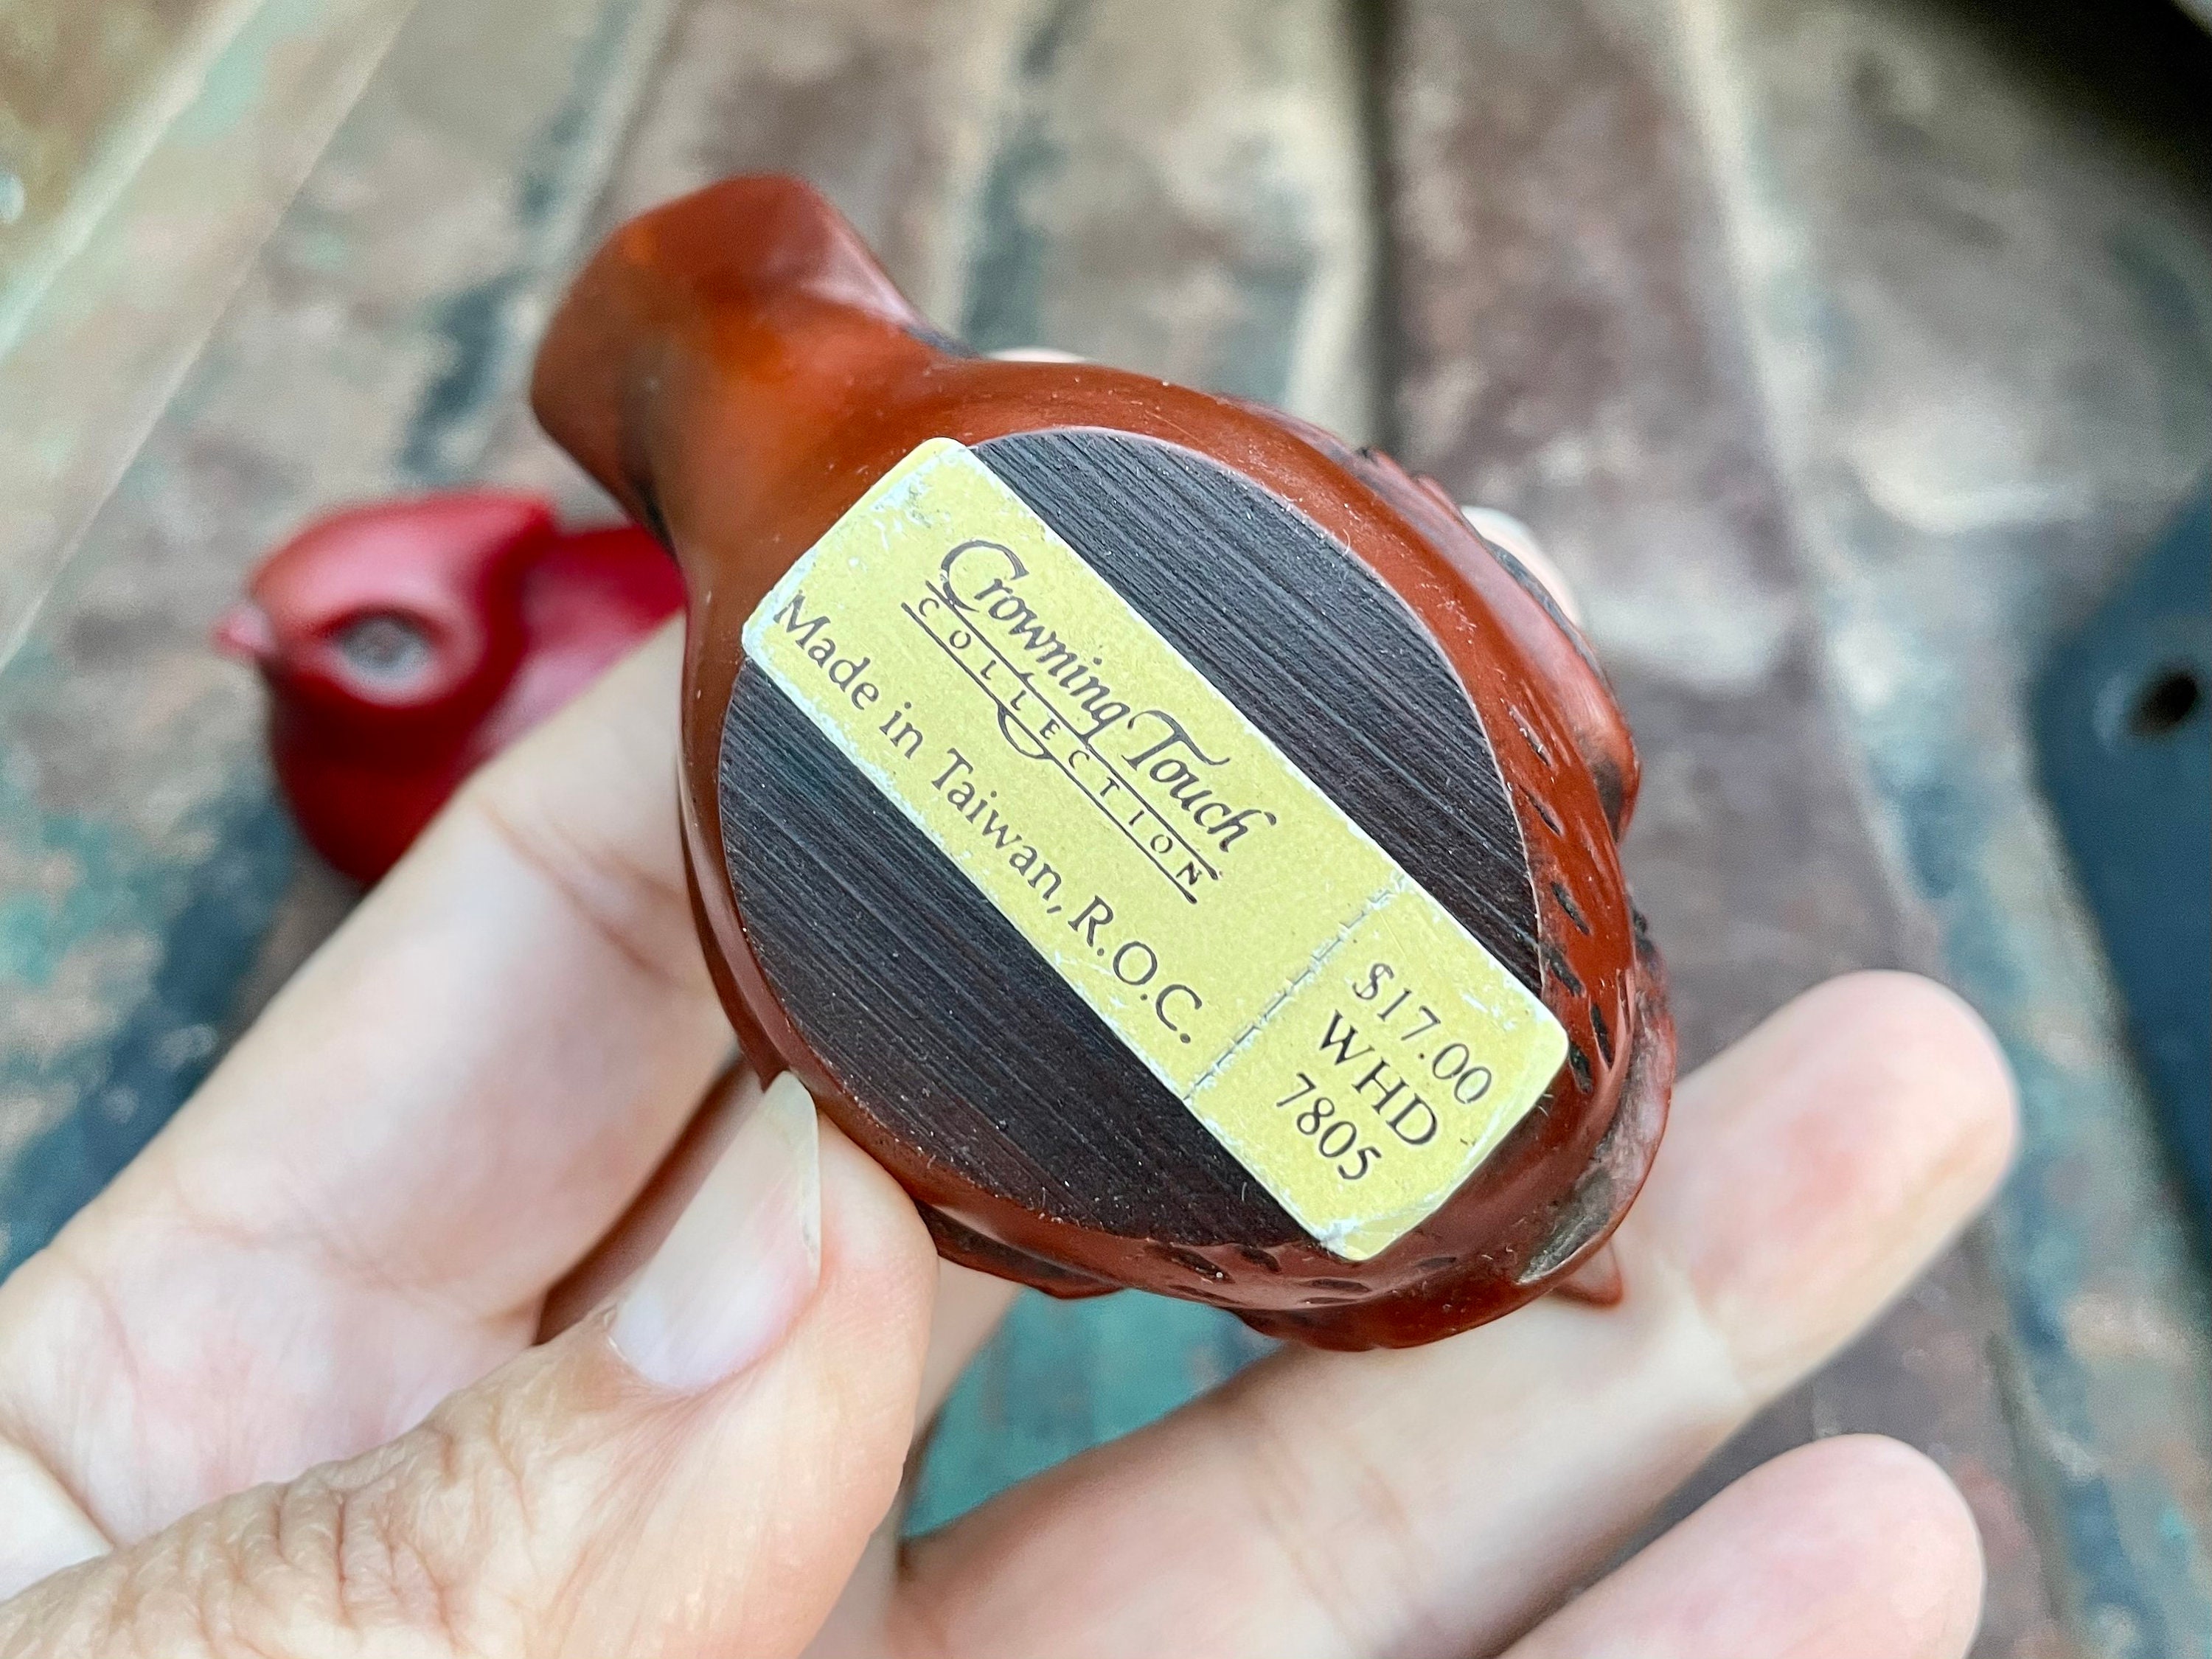 Crowning Touch
COLLECTION
Made in Taiwan, R.O.C.
$17.00
WHD
7805